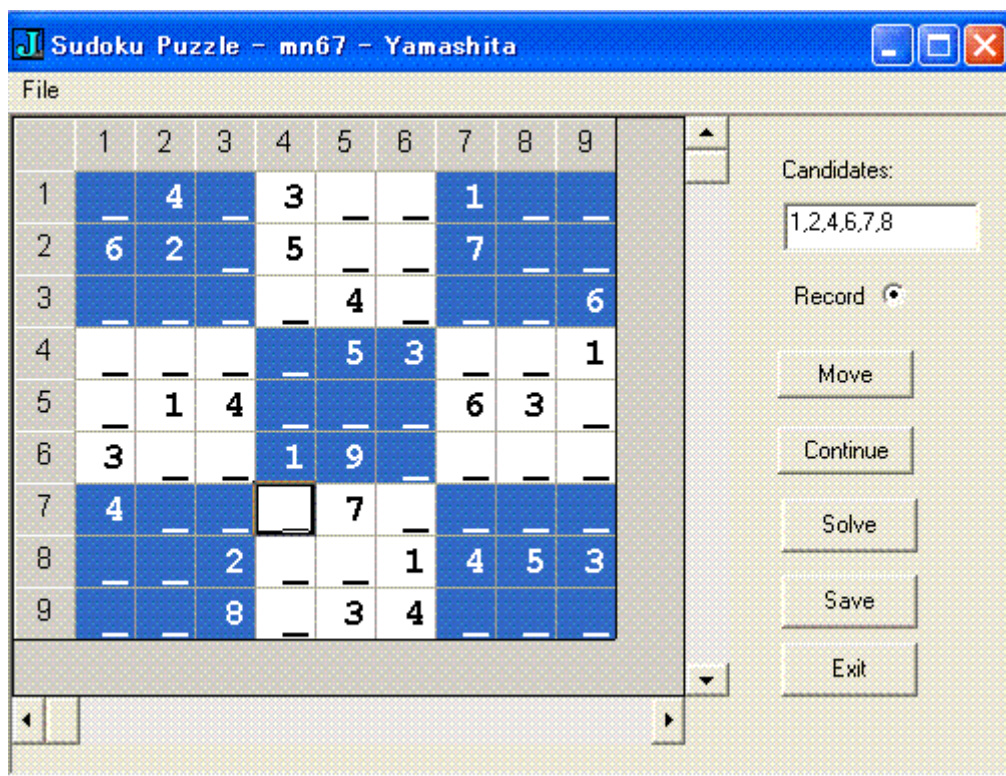 Sudoku Puzzle - mn67 - Yamashita
File
1 2 3 4 5 6 7 8 9
1 _ 4 _ 3 _ _ 1 _ _
2 6 2 _ 5 _ _ 7 _ _
3 _ _ _ _ 4 _ _ _ 6
4 _ _ _ _ 5 3 _ _ 1
5 _ 1 4 _ _ _ 6 3 _
6 3 _ _ 1 9 _ _ _ _
7 4 _ _ _ 7 _ _ _ _
8 _ _ 2 _ _ 1 4 5 3
9 _ _ 8 _ 3 4 _ _ _
Candidates:
1,2,4,6,7,8
Record
Move
Continue
Solve
Save
Exit